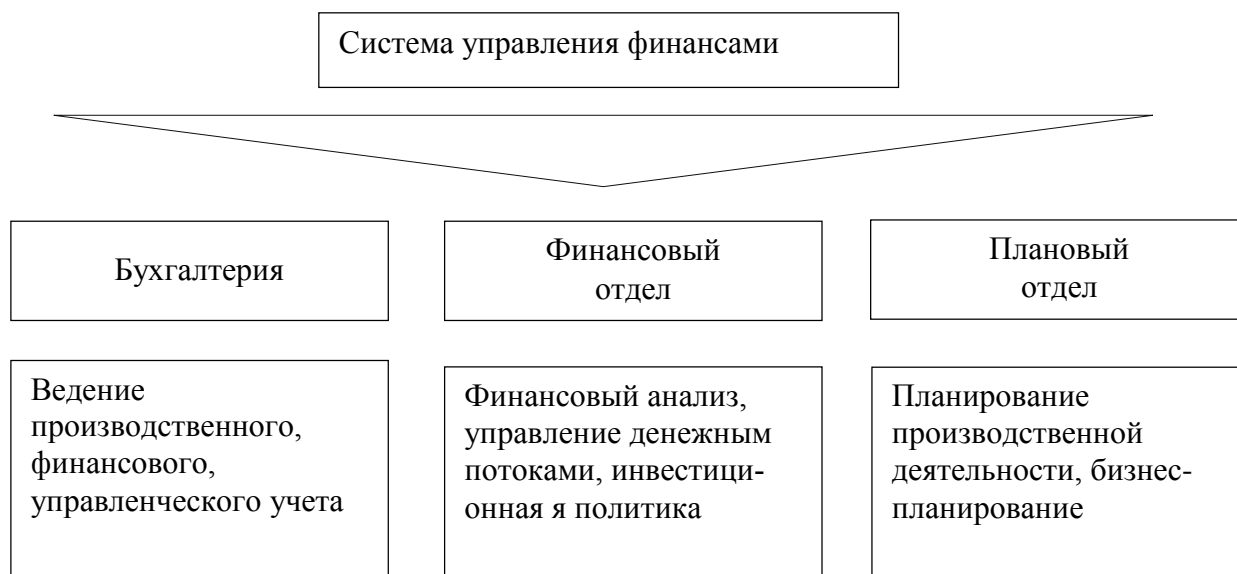 Система управления финансами
Бухгалтерия
Финансовый
отдел
Плановый
отдел
Ведение
производственного,
финансового,
управленческого учета
Финансовый анализ,
управление денежным
потоками, инвестици-
онная я политика
Планирование
производственной
деятельности, бизнес-
планирование